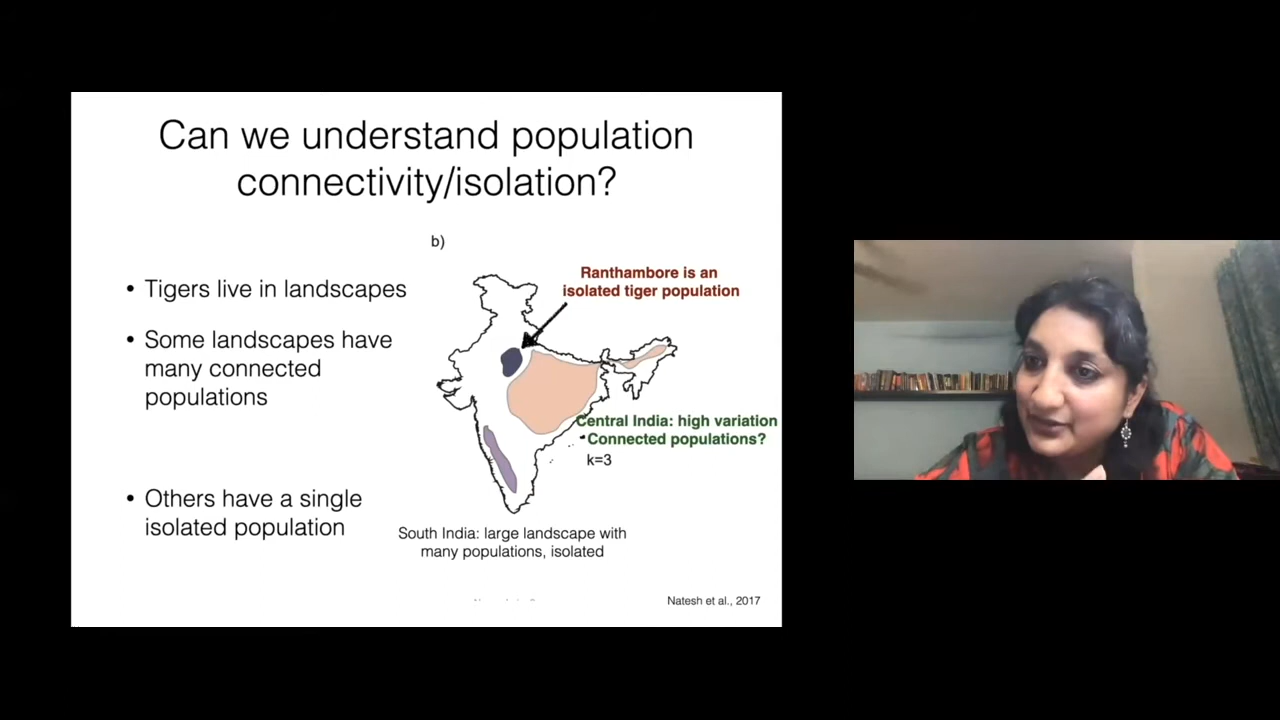 Can we understand population
connectivity/isolation?
b)
• Tigers live in landscapes
• Some landscapes have
many connected
populations
• Others have a single
isolated population
Ranthambore is an
isolated tiger population
Central India: high variation
Connected populations?
k=3
South India: large landscape with
many populations, isolated
Natesh et al., 2017